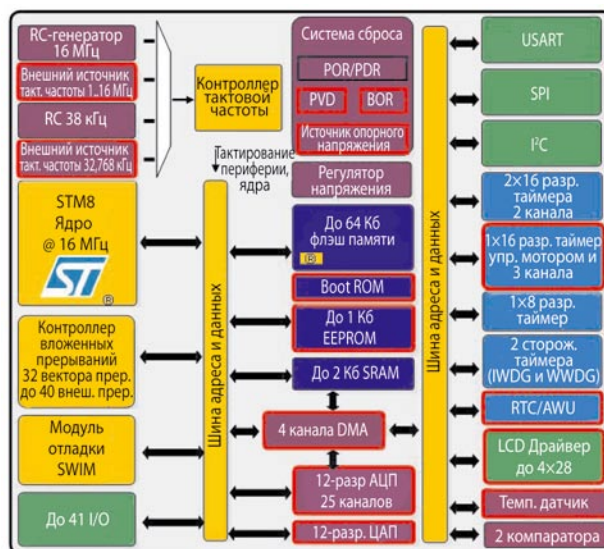 RC-генератор
16 МГц
Внешний источник
такт. частоты 1..16 МГц
RC 38 кГц
Внешний источник
такт. частоты 32,768 кГц
Контроллер
тактовой
частоты
Тактирование
периферии,
ядра
STM8
Ядро
@ 16 МГц
ST
®
Контроллер
вложенных
прерываний
32 вектора прер.
до 40 внеш. прер.
Модуль
отладки
SWIM
До 41 I/O
Шина адреса и данных
Система сброса
POR/PDR
PVD
BOR
Источник опорного
напряжения
Регулятор
напряжения
До 64 Кб
флэш памяти
®
Boot ROM
До 1 Кб
EEPROM
До 2 Кб SRAM
4 канала DMA
12-разр АЦП
25 каналов
12-разр. ЦАП
Шина адреса и данных
USART
SPI
I²C
2×16 разр.
таймера
2 канала
1×16 разр. таймер
упр. мотором и
3 канала
1×8 разр.
таймер
2 сторож.
таймера
(IWDG и WWDG)
RTC/AWU
LCD Драйвер
до 4×28
Темп. датчик
2 компаратора